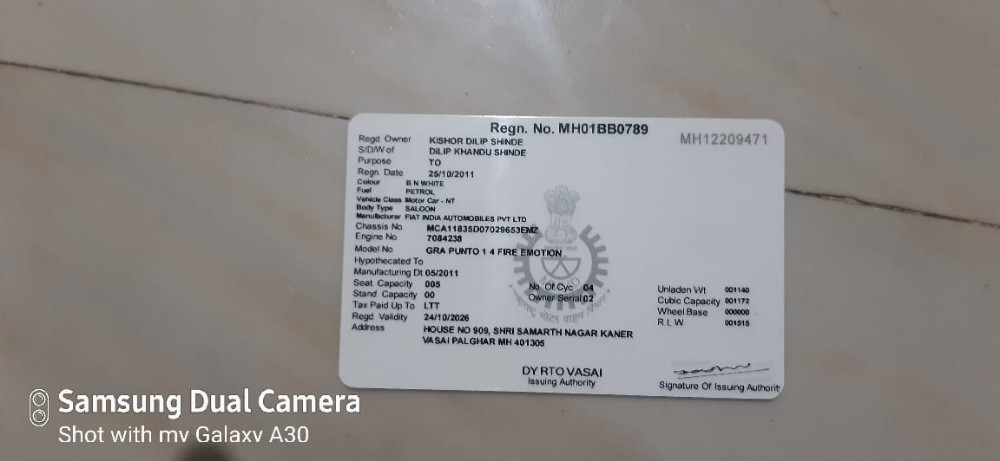 Regn. No. MH01BB0789
MH12209471
Regd Owner KISHOR DILIP SHINDE
S/D/W of DILIP KHANDU SHINDE
Purpose TO
Regn. Date 25/10/2011
Colour B N WHITE
Fuel PETROL
Vehicle Class Motor Car - NT
Body Type SALOON
Manufacturer FIAT INDIA AUTOMOBILES PVT LTD
Chassis No MCA11835D07029653EMZ
Engine No 7084238
Model No GRA PUNTO 1 4 FIRE EMOTION
Hypothecated To
Manufacturing Dt 05/2011
Seat Capacity 005 No. Of Cyc 04 Unladen Wt 001140
Stand Capacity 00 Owner Serial 02 Cubic Capacity 001172
Tax Paid Up To LTT Wheel Base 000000
Regd. Validity 24/10/2026 R L W 001515
Address HOUSE NO 909, SHRI SAMARTH NAGAR KANER
VASAI PALGHAR MH 401305
DY RTO VASAI
Issuing Authority
Signature Of Issuing Authorit
Samsung Dual Camera
Shot with my Galaxy A30